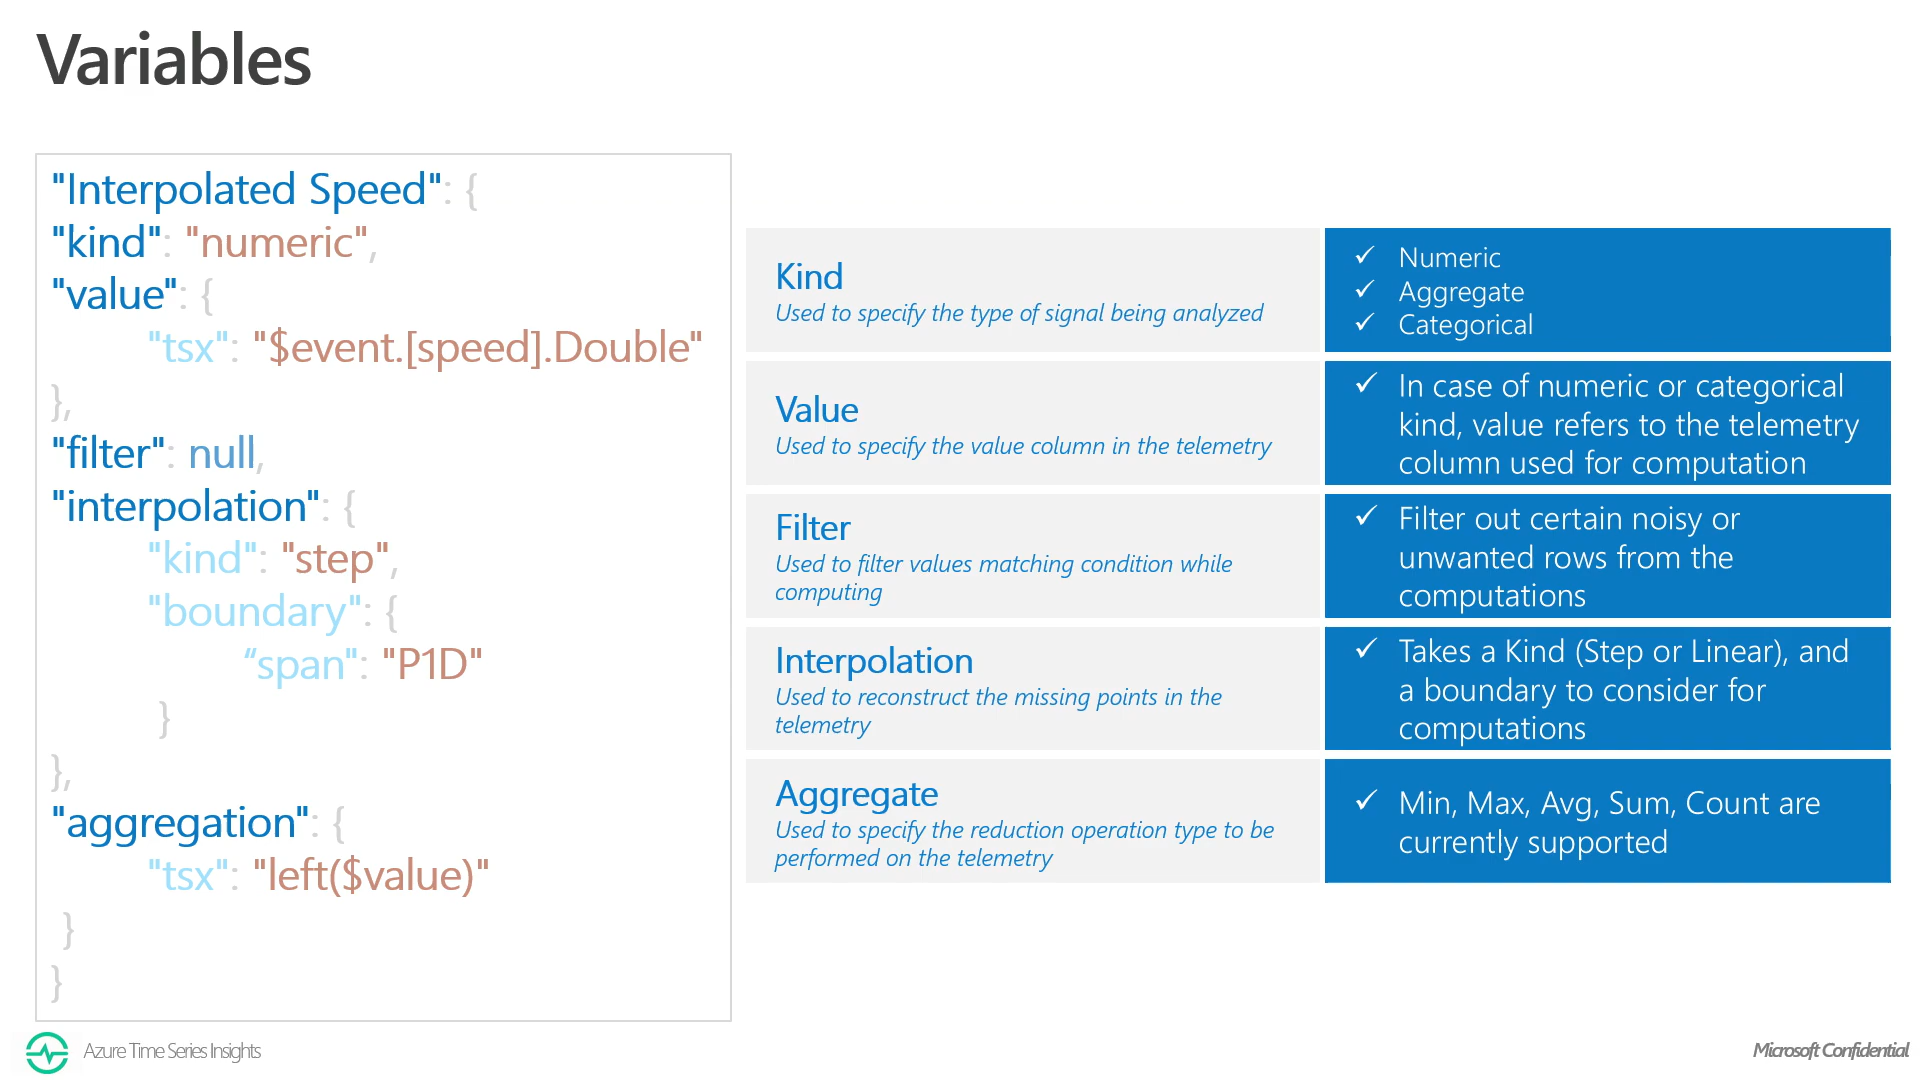 Variables
"Interpolated Speed": {
"kind": "numeric",
"value": {
"tsx": "$event.[speed].Double"
},
"filter": null,
"interpolation": {
"kind": "step",
"boundary": {
“span": "P1D"
}
},
"aggregation": {
"tsx": "left($value)"
}
}
Kind
Used to specify the type of signal being analyzed
✓ Numeric
✓ Aggregate
✓ Categorical
Value
Used to specify the value column in the telemetry
✓ In case of numeric or categorical
kind, value refers to the telemetry
column used for computation
Filter
Used to filter values matching condition while
computing
✓ Filter out certain noisy or
unwanted rows from the
computations
Interpolation
Used to reconstruct the missing points in the
telemetry
✓ Takes a Kind (Step or Linear), and
a boundary to consider for
computations
Aggregate
Used to specify the reduction operation type to be
performed on the telemetry
✓ Min, Max, Avg, Sum, Count are
currently supported
Azure Time Series Insights
Microsoft Confidential